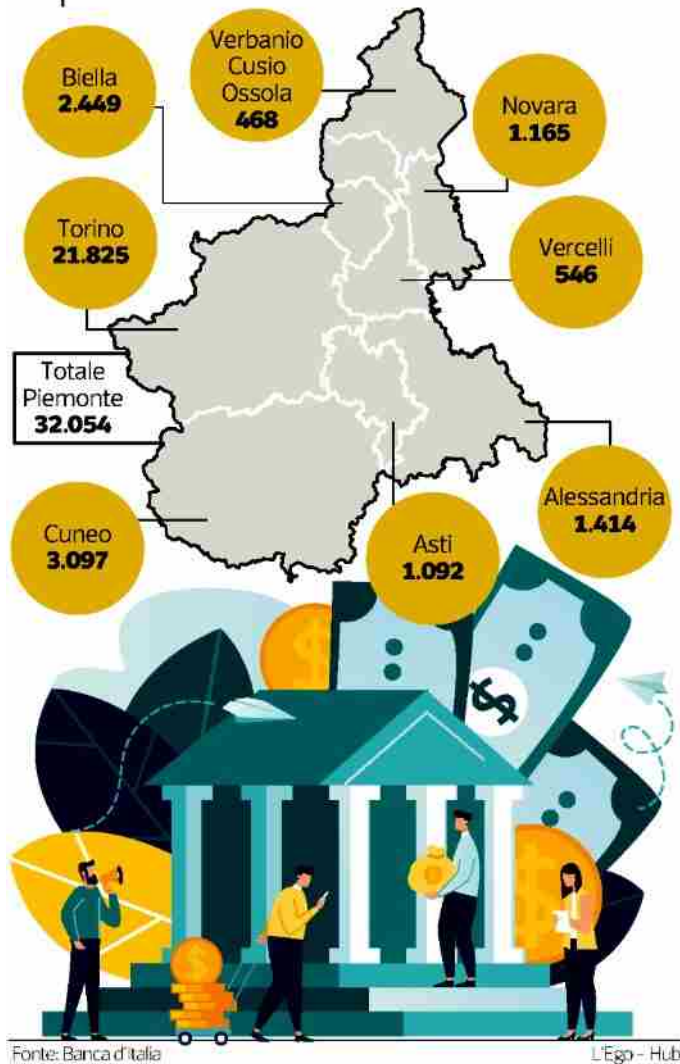 Biella
2.449
Verbanio
Cusio
Ossola
468
Novara
1.165
Torino
21.825
Vercelli
546
Totale
Piemonte
32.054
Alessandria
1.414
Cuneo
3.097
Asti
1.092
Fonte: Banca d'Italia
L'Ego - Hub